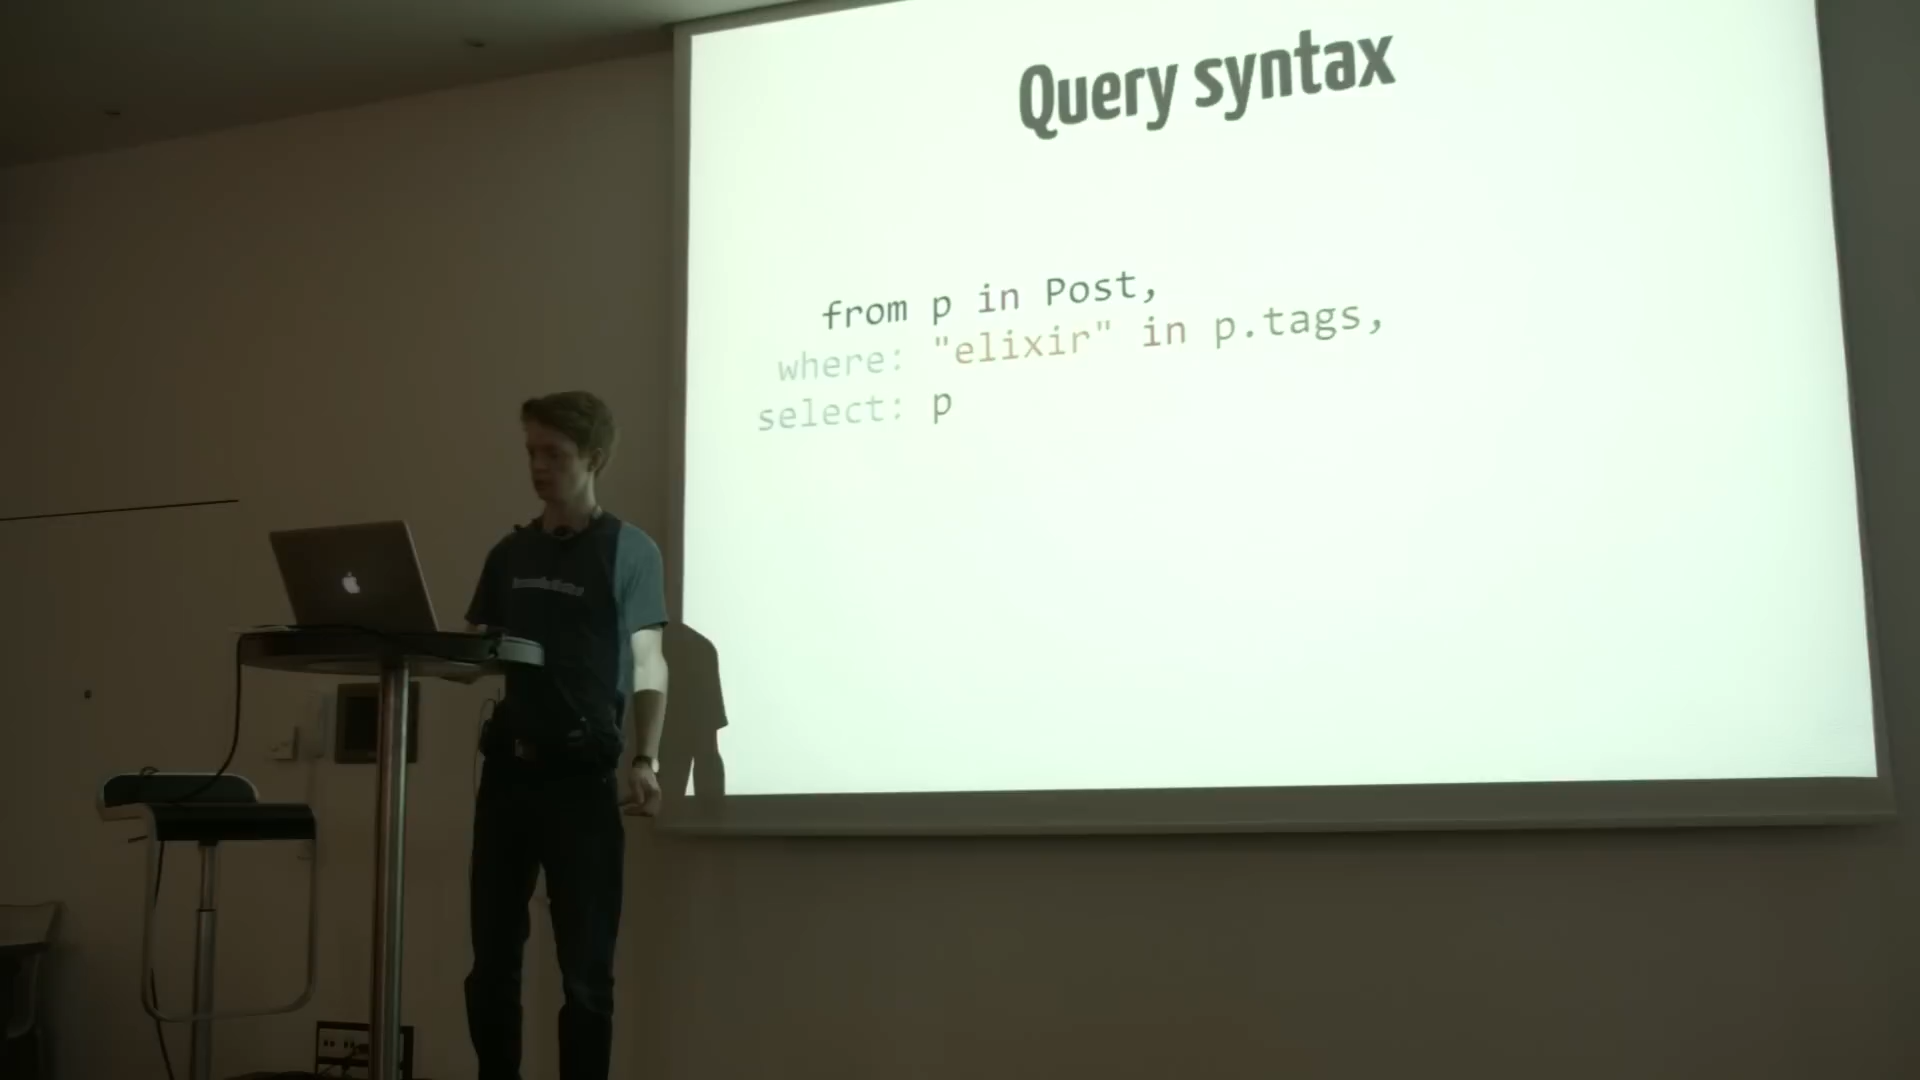 Query syntax
from p in Post,
where: "elixir" in p.tags,
select: p